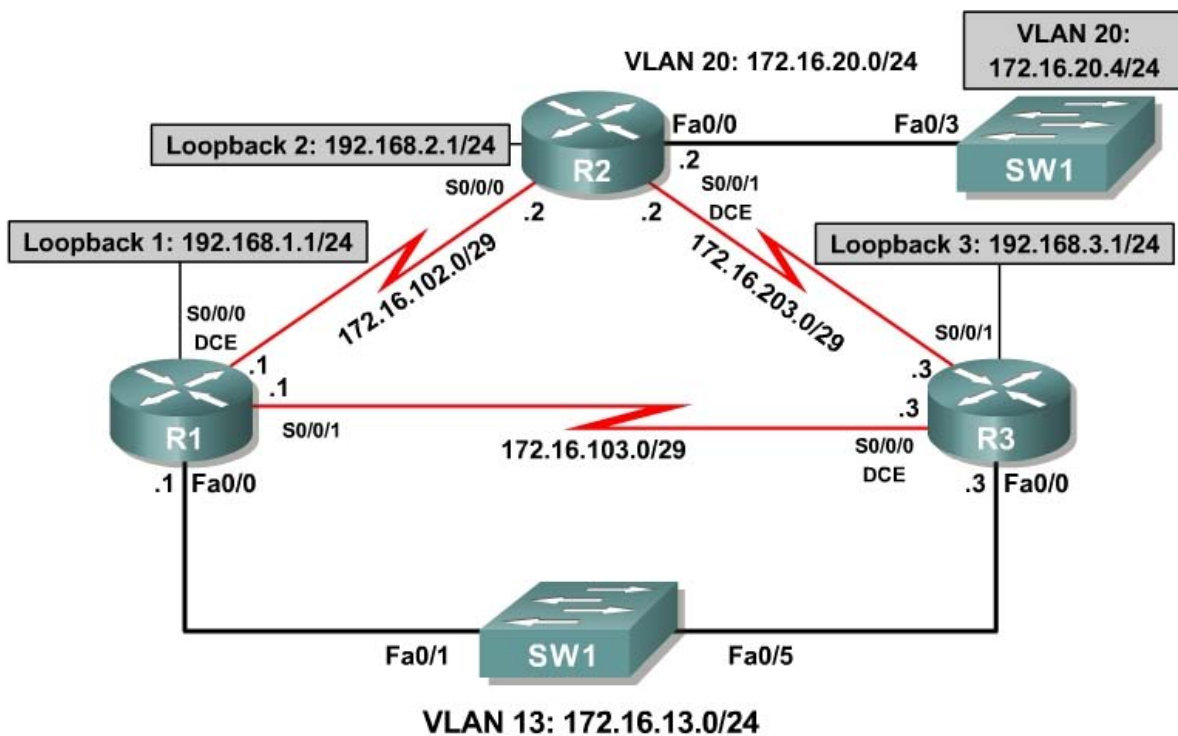 VLAN 20:
172.16.20.4/24
VLAN 20: 172.16.20.0/24
Fa0/0
Fa0/3
Loopback 2: 192.168.2.1/24
R2
.2
SW1
S0/0/0
S0/0/1
DCE
.2
.2
Loopback 1: 192.168.1.1/24
Loopback 3: 192.168.3.1/24
172.16.102.0/29
172.16.203.0/29
S0/0/0
DCE
S0/0/1
.1
.3
.1
.3
R1
S0/0/1
172.16.103.0/29
S0/0/0
DCE
R3
.1
Fa0/0
.3
Fa0/0
Fa0/1
SW1
Fa0/5
VLAN 13: 172.16.13.0/24